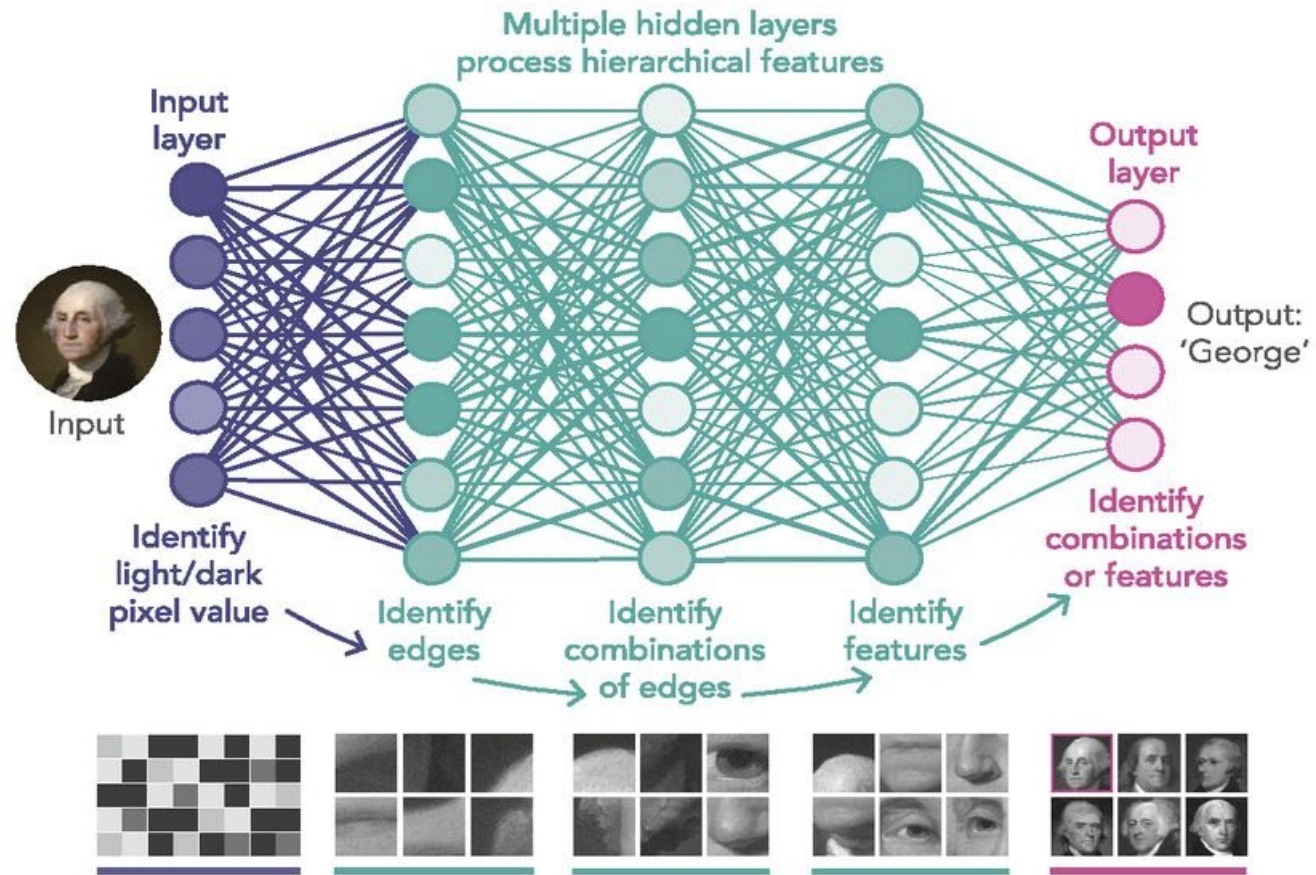 Multiple hidden layers
process hierarchical features
Input
layer
Output
layer
Input
Output:
'George'
Identify
light/dark
pixel value
Identify
edges
Identify
combinations
of edges
Identify
features
Identify
combinations
or features